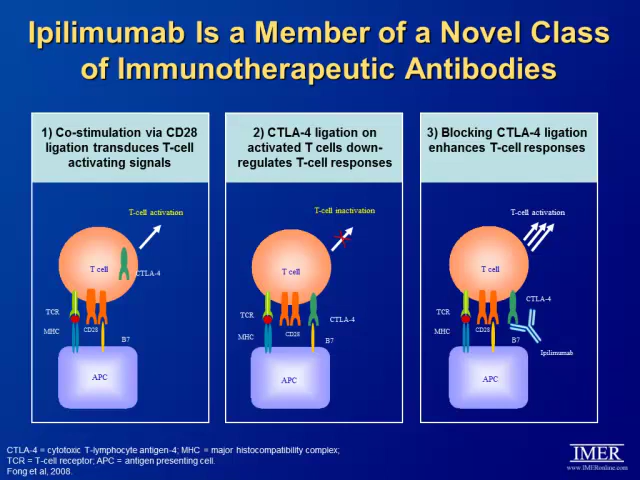 Ipilimumab Is a Member of a Novel Class
of Immunotherapeutic Antibodies
1) Co-stimulation via CD28
ligation transduces T-cell
activating signals
T-cell activation
T cell
CTLA-4
TCR
MHC
CD28
B7
APC
2) CTLA-4 ligation on
activated T cells down-
regulates T-cell responses
T-cell inactivation
T cell
TCR
CTLA-4
MHC
CD28
B7
APC
3) Blocking CTLA-4 ligation
enhances T-cell responses
T-cell activation
T cell
CTLA-4
TCR
MHC
CD28
B7
Ipilimumab
APC
CTLA-4 = cytotoxic T-lymphocyte antigen-4; MHC = major histocompatibility complex;
TCR = T-cell receptor; APC = antigen presenting cell.
Fong et al, 2008.
IMER
www.IMERonline.com